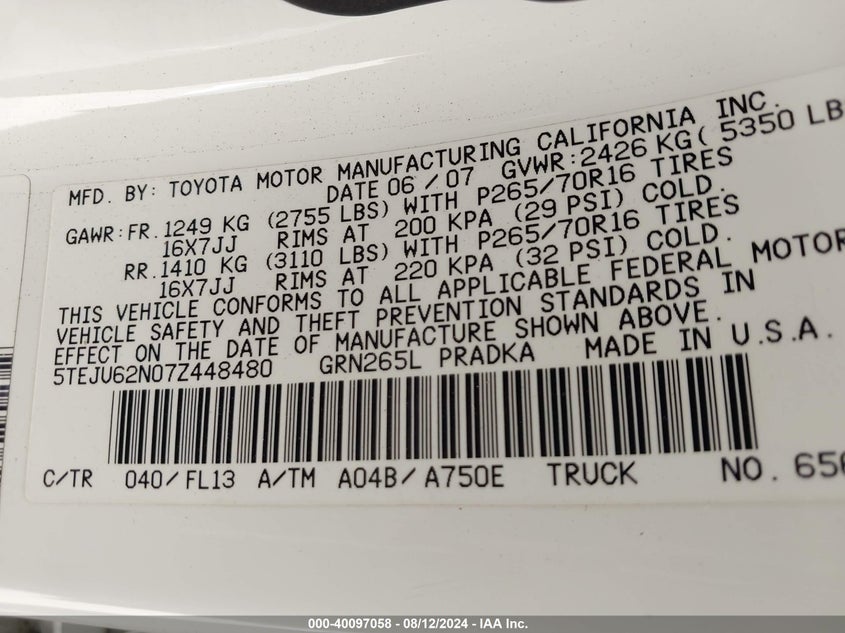 MFD. BY: TOYOTA MOTOR MANUFACTURING CALIFORNIA INC.
DATE 06/07 GVWR:2426 KG( 5350 LB
GAWR:FR.1249 KG (2755 LBS) WITH P265/70R16 TIRES
16X7JJ RIMS AT 200 KPA (29 PSI) COLD.
RR.1410 KG (3110 LBS) WITH P265/70R16 TIRES
16X7JJ RIMS AT 220 KPA (32 PSI) COLD.
THIS VEHICLE CONFORMS TO ALL APPLICABLE FEDERAL MOTOR
VEHICLE SAFETY AND THEFT PREVENTION STANDARDS IN
EFFECT ON THE DATE OF MANUFACTURE SHOWN ABOVE.
5TEJU62N07Z448480 GRN265L PRADKA MADE IN U.S.A.
C/TR 040/FL13 A/TM A04B/A750E TRUCK NO. 656
000-40097058 - 08/12/2024 - IAA Inc.